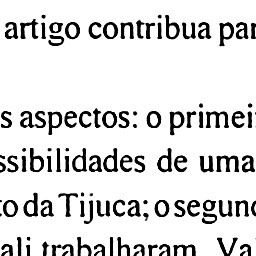 artigo contribua par
s aspectos: o primei
ssibilidades de uma
to da Tijuca; o segund
ali trabalharam. Va